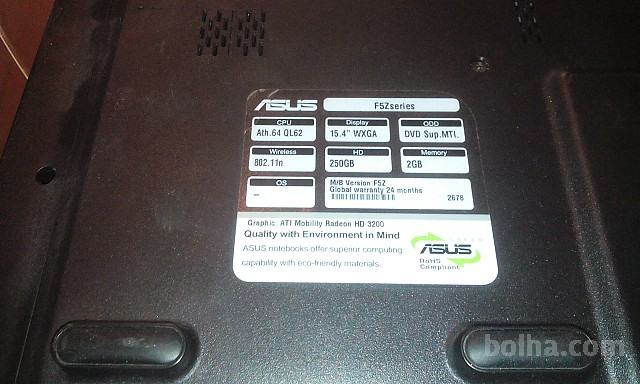 ASUS F5Zseries
CPU Display ODD
Ath.64 QL62 15.4" WXGA DVD Sup.MTI.
Wireless HD Memory
802.11n 250GB 2GB
OS M/B Version F5Z
Global warranty 24 months
– 2678
Graphic: ATI Mobility Radeon HD 3200
Quality with Environment in Mind
ASUS notebooks offer superior computing
capability with eco-friendly materials.
ASUS
RoHS
Compliant
bolha.com